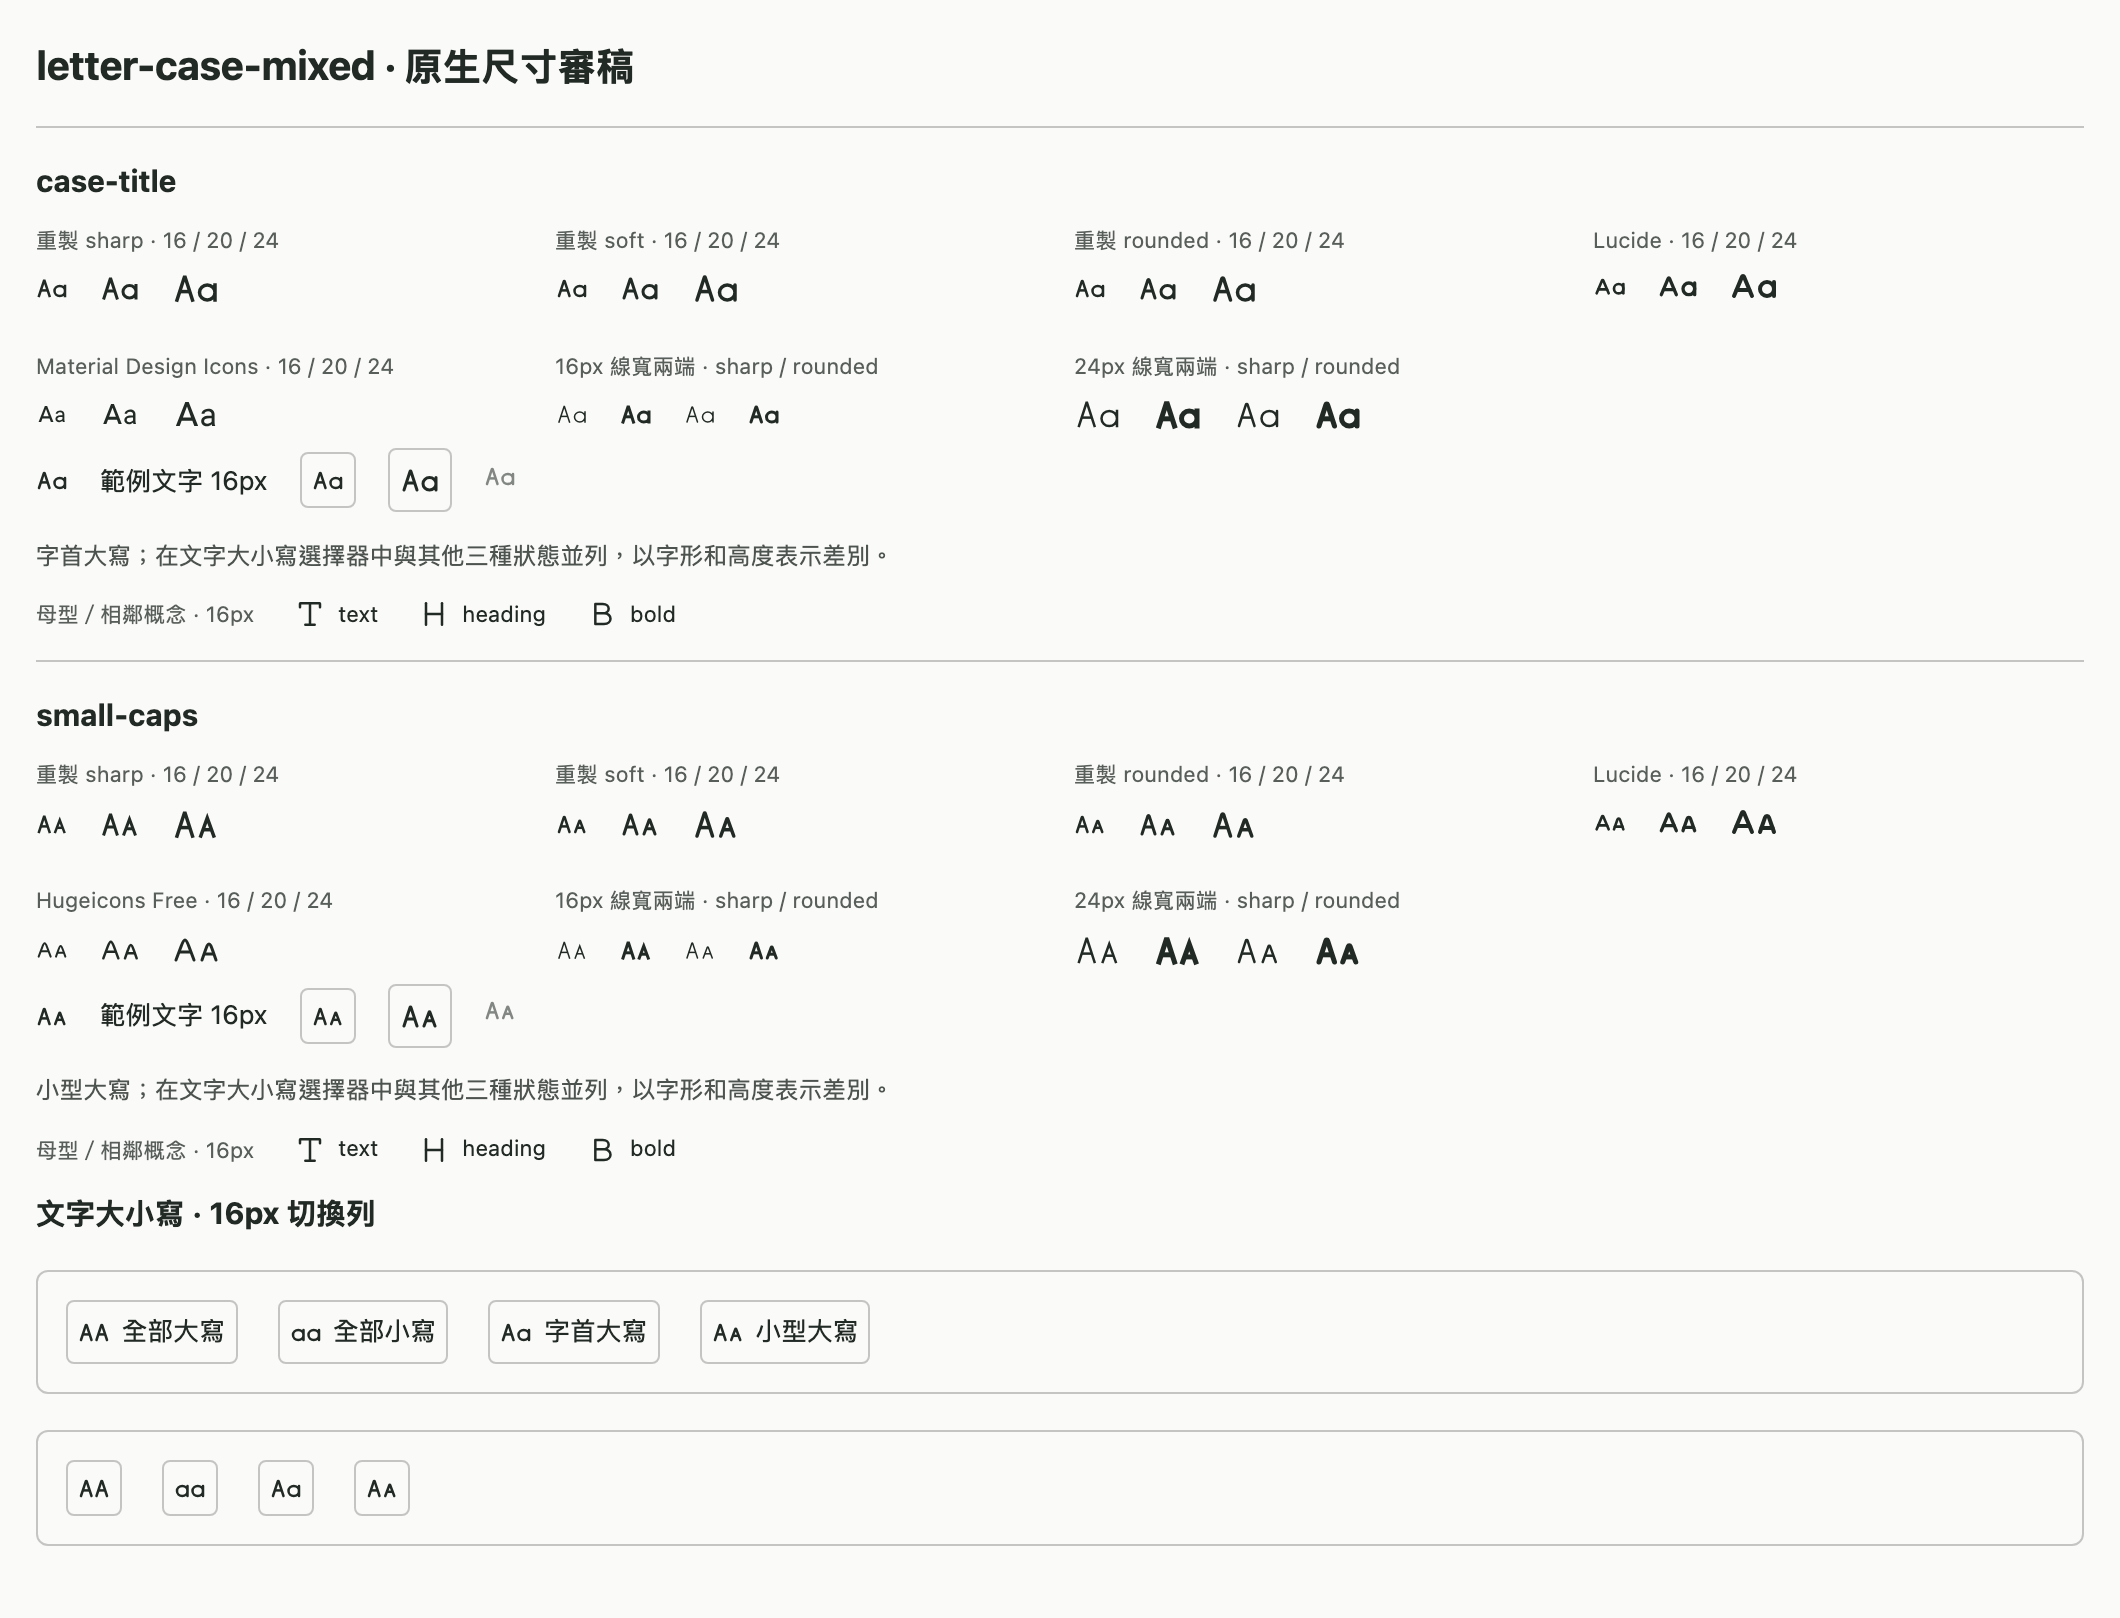 letter-case-mixed · 原生尺寸審稿
case-title
重製 sharp · 16 / 20 / 24
重製 soft · 16 / 20 / 24
重製 rounded · 16 / 20 / 24
Lucide · 16 / 20 / 24
Aa Aa Aa
Aa Aa Aa
Aa Aa Aa
Aa Aa Aa
Material Design Icons · 16 / 20 / 24
16px 線寬兩端 · sharp / rounded
24px 線寬兩端 · sharp / rounded
Aa Aa Aa
Aa Aa Aa Aa
Aa Aa Aa Aa
Aa 範例文字 16px Aa Aa Aa
字首大寫；在文字大小寫選擇器中與其他三種狀態並列，以字形和高度表示差別。
母型 / 相鄰概念 · 16px T text H heading B bold
small-caps
重製 sharp · 16 / 20 / 24
重製 soft · 16 / 20 / 24
重製 rounded · 16 / 20 / 24
Lucide · 16 / 20 / 24
AA AA AA
AA AA AA
AA AA AA
AA AA AA
Hugeicons Free · 16 / 20 / 24
16px 線寬兩端 · sharp / rounded
24px 線寬兩端 · sharp / rounded
AA AA AA
AA AA AA AA
AA AA AA AA
AA 範例文字 16px AA AA AA
小型大寫；在文字大小寫選擇器中與其他三種狀態並列，以字形和高度表示差別。
母型 / 相鄰概念 · 16px T text H heading B bold
文字大小寫 · 16px 切換列
AA 全部大寫 aa 全部小寫 Aa 字首大寫 AA 小型大寫
AA aa Aa AA